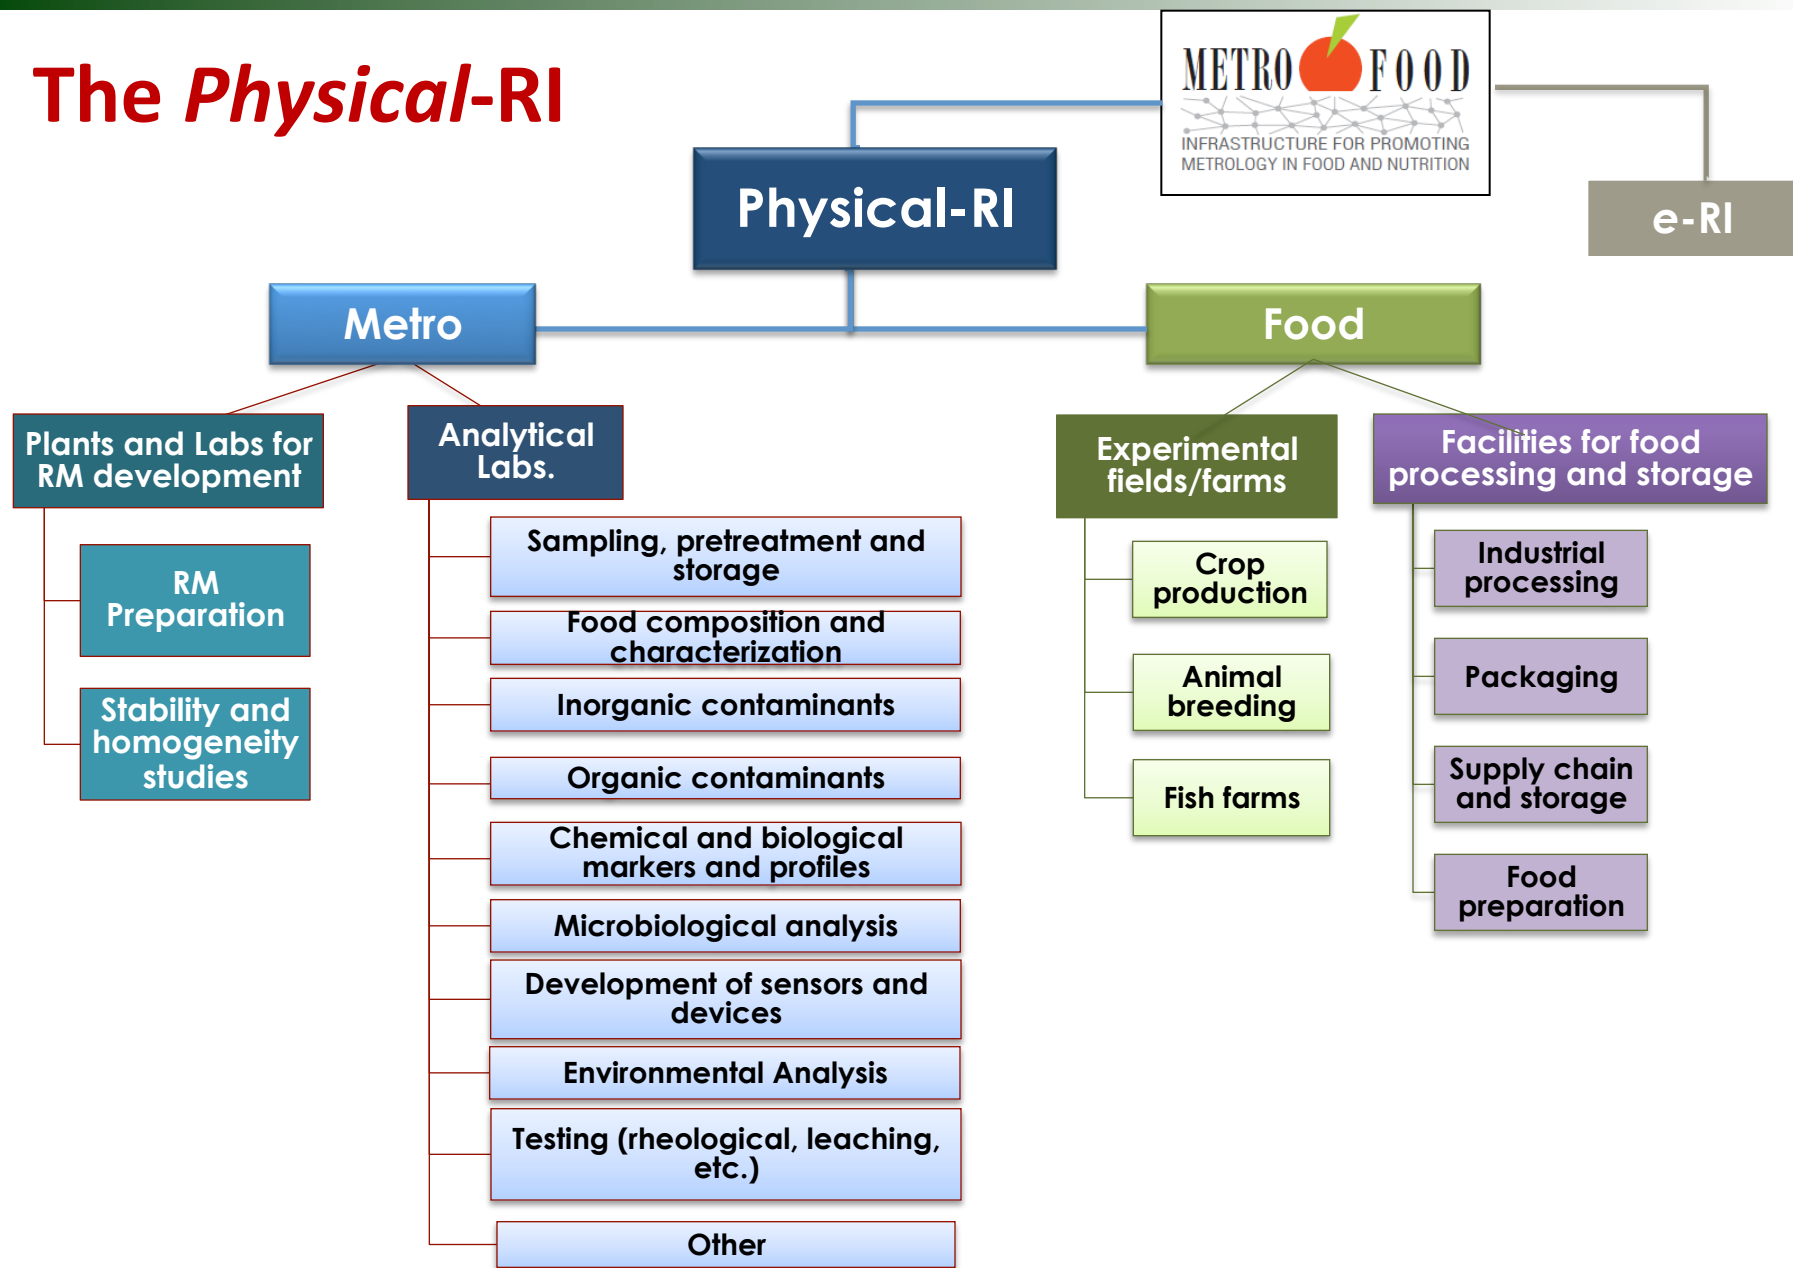 The Physical-RI
METROFOOD
INFRASTRUCTURE FOR PROMOTING
METROLOGY IN FOOD AND NUTRITION
Physical-RI
e-RI
Metro
Food
Plants and Labs for
RM development
RM
Preparation
Stability and
homogeneity
studies
Analytical
Labs.
Sampling, pretreatment and
storage
Food composition and
characterization
Inorganic contaminants
Organic contaminants
Chemical and biological
markers and profiles
Microbiological analysis
Development of sensors and
devices
Environmental Analysis
Testing (rheological, leaching,
etc.)
Other
Experimental
fields/farms
Crop
production
Animal
breeding
Fish farms
Facilities for food
processing and storage
Industrial
processing
Packaging
Supply chain
and storage
Food
preparation